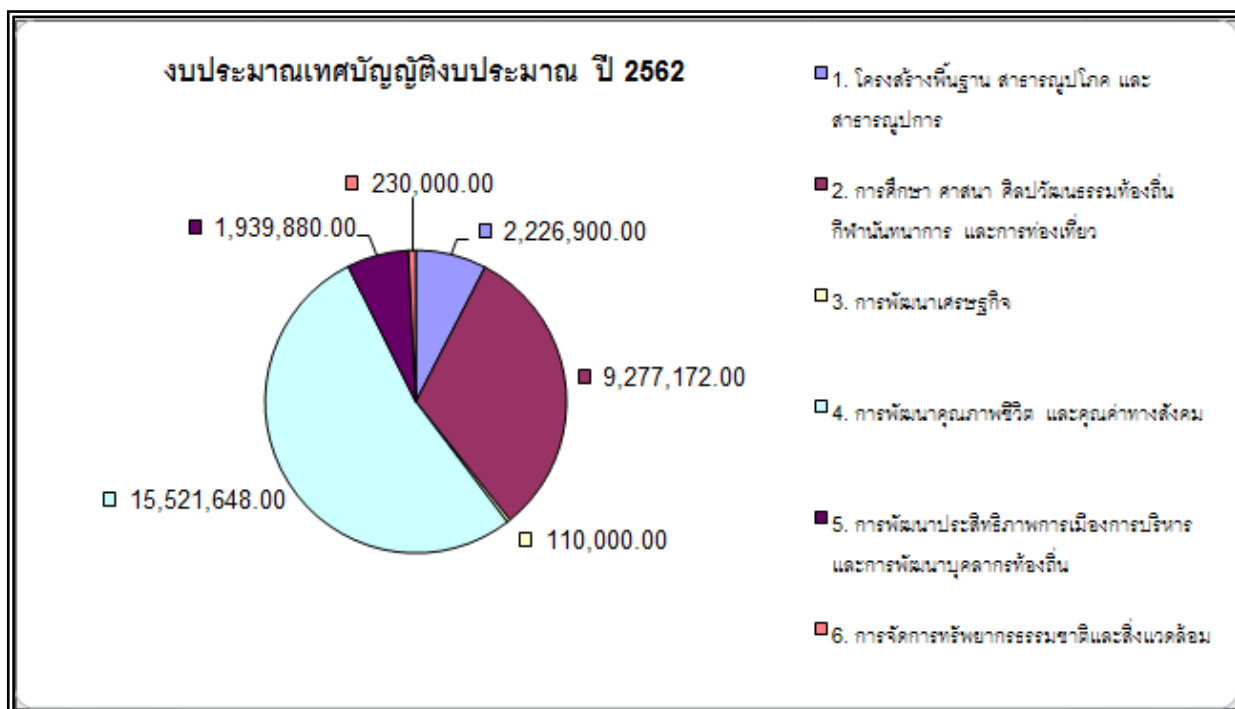 งบประมาณเทศบัญญัติงบประมาณ ปี 2562
230,000.00
1,939,880.00
2,226,900.00
9,277,172.00
15,521,648.00
110,000.00
1. โครงสร้างพื้นฐาน สาธารณูปโภค และ
สาธารณูปการ
2. การศึกษา ศาสนา ศิลปวัฒนธรรมท้องถิ่น
กีฬานันทนาการ และการท่องเที่ยว
3. การพัฒนาเศรษฐกิจ
4. การพัฒนาคุณภาพชีวิต และคุณค่าทางสังคม
5. การพัฒนาประสิทธิภาพการเมืองการบริหาร
และการพัฒนาบุคลากรท้องถิ่น
6. การจัดการทรัพยากรธรรมชาติและสิ่งแวดล้อม